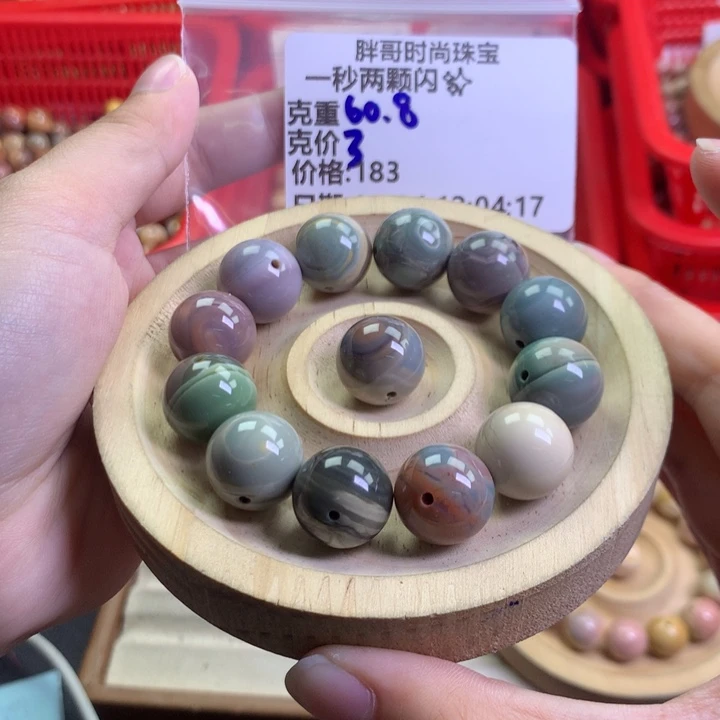 胖哥时尚珠宝
一秒两颗闪
克重 60.8
克价 3
价格:183
12:04:17